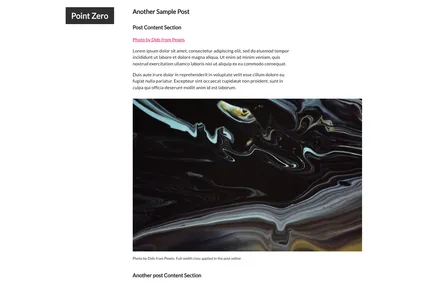 Point Zero
Another Sample Post
Post Content Section
Photo by Dids from Pexels.
Lorem ipsum dolor sit amet, consectetur adipiscing elit, sed do eiusmod tempor
incididunt ut labore et dolore magna aliqua. Ut enim ad minim veniam, quis
nostrud exercitation ullamco laboris nisi ut aliquip ex ea commodo consequat.
Duis aute irure dolor in reprehenderit in voluptate velit esse cillum dolore eu
fugiat nulla pariatur. Excepteur sint occaecat cupidatat non proident, sunt in
culpa qui officia deserunt mollit anim id est laborum.
Photo by Dids from Pexels. Full-width class applied in the post editor
Another post Content Section